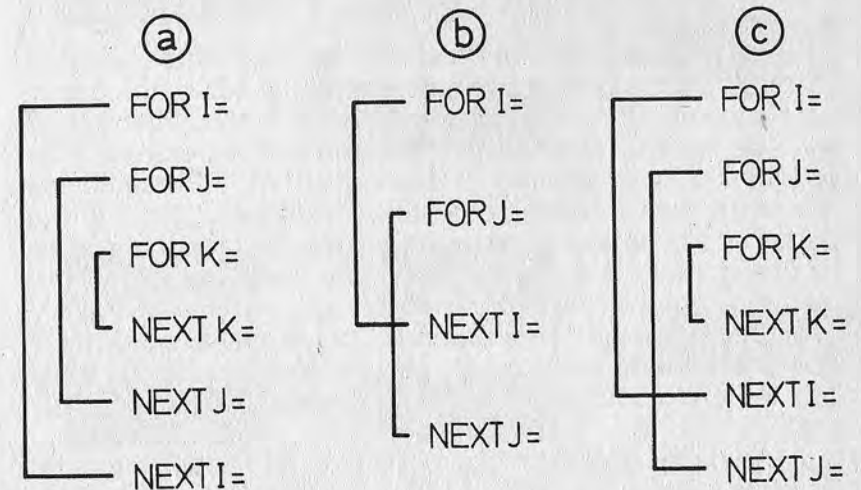 a
FOR I=
FOR J=
FOR K=
NEXT K=
NEXT J=
NEXT I=
b
FOR I=
FOR J=
NEXT I=
NEXT J=
c
FOR I=
FOR J=
FOR K=
NEXT K=
NEXT I=
NEXT J=